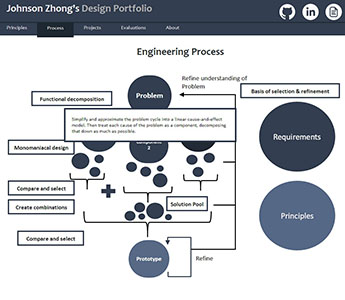 Johnson Zhong's Design Portfolio
Principles Process Projects Evaluations About
Engineering Process
Problem
Refine understanding of
Problem
Functional decomposition
Basis of selection & refinement
Simplify and approximate the problem cycle into a linear cause-and-effect
model. Then treat each cause of the problem as a component, decomposing
that down as much as possible.
Monomaniacal design
2
Requirements
Compare and select
Create combinations
Solution Pool
Principles
Compare and select
Prototype
Refine